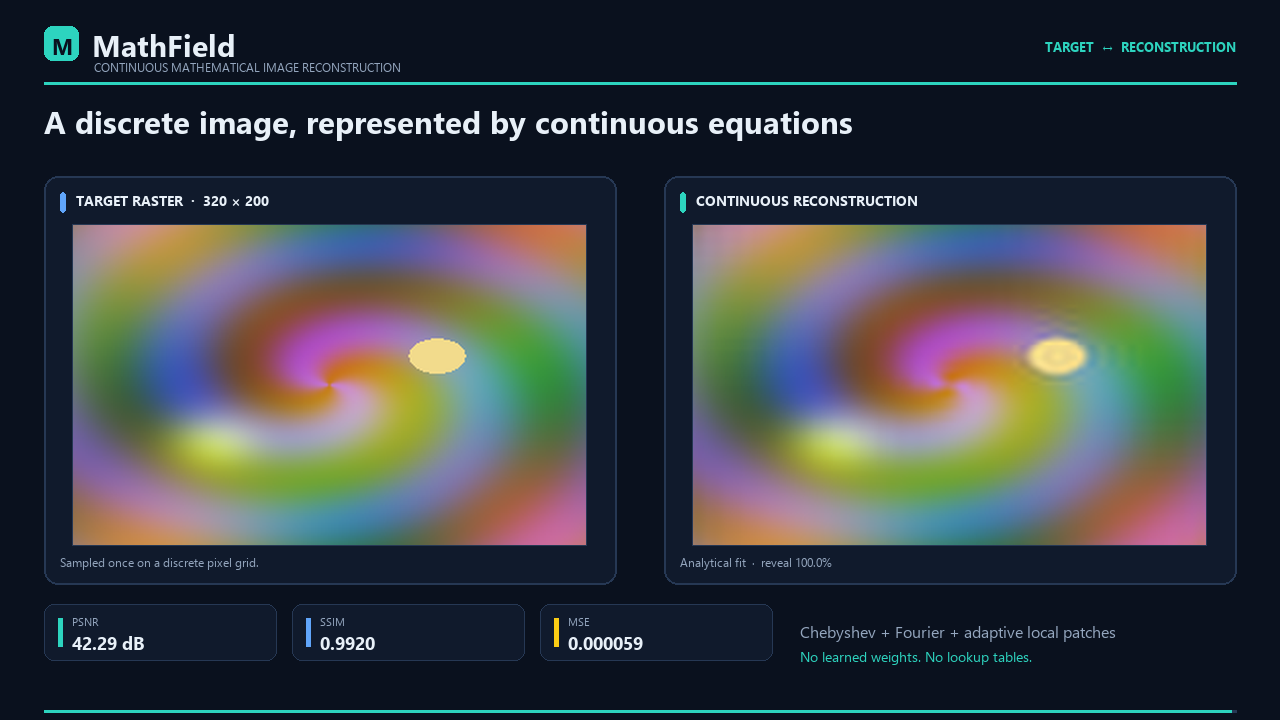 M MathField
CONTINUOUS MATHEMATICAL IMAGE RECONSTRUCTION
TARGET ↔ RECONSTRUCTION
A discrete image, represented by continuous equations
TARGET RASTER · 320 × 200
Sampled once on a discrete pixel grid.
CONTINUOUS RECONSTRUCTION
Analytical fit · reveal 100.0%
PSNR
42.29 dB
SSIM
0.9920
MSE
0.000059
Chebyshev + Fourier + adaptive local patches
No learned weights. No lookup tables.